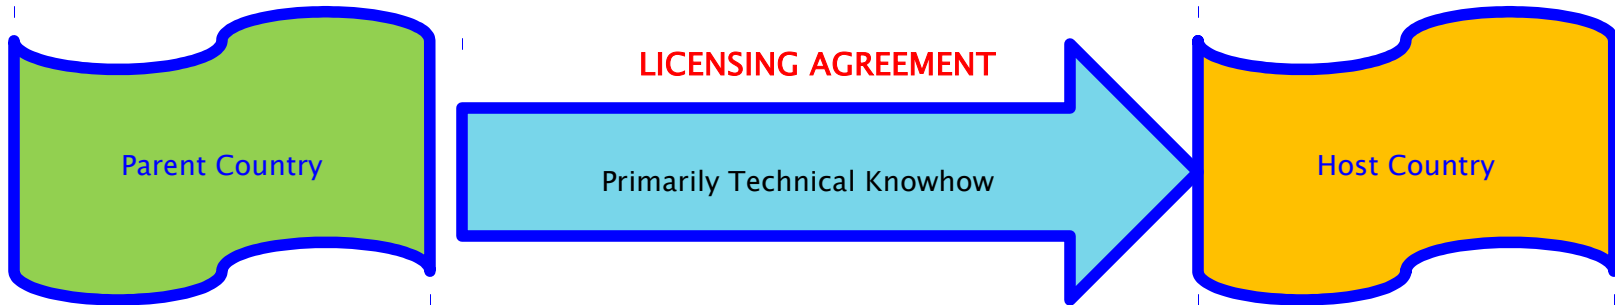 LICENSING AGREEMENT
Parent Country
Primarily Technical Knowhow
Host Country